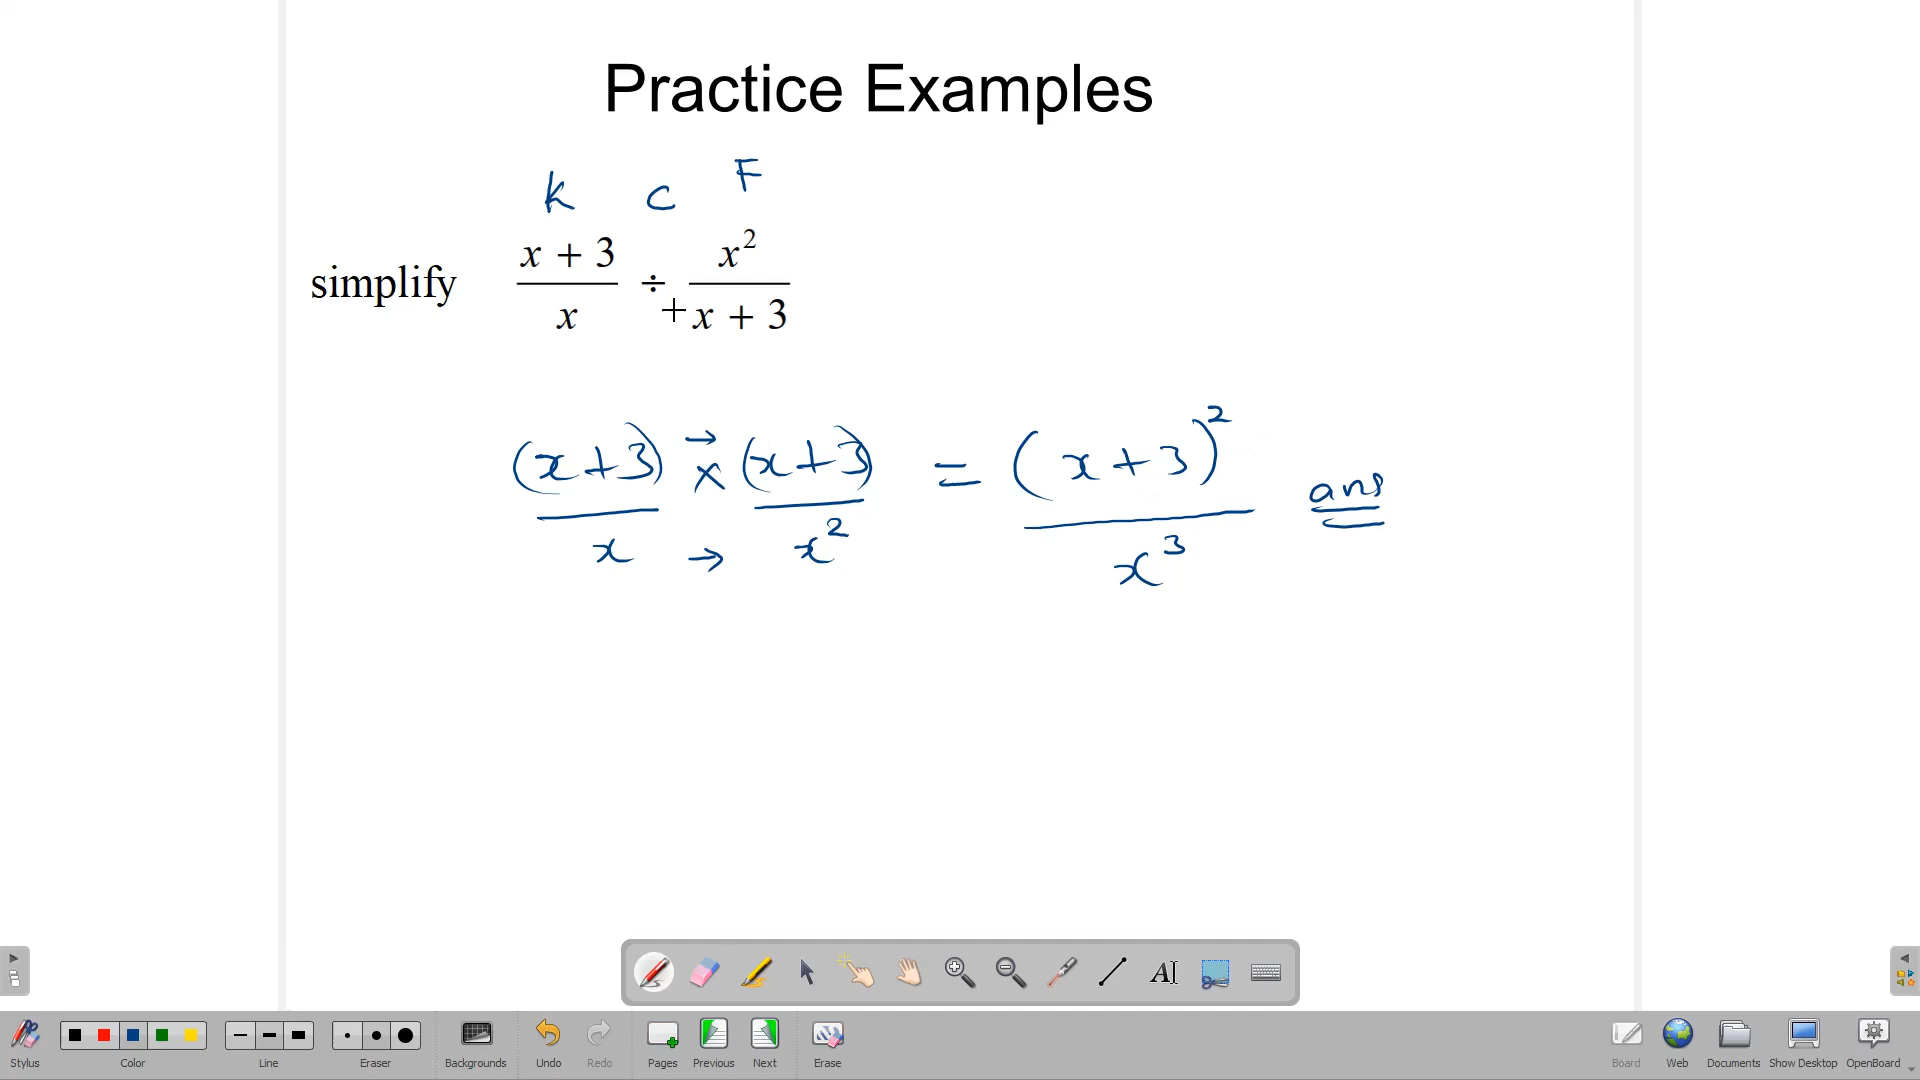 Practice Examples
k c F
simplify (x + 3)/x ÷ x²/(x + 3)
(x+3)/x × (x+3)/x² = (x+3)²/x³ ans
→
→
Stylus Color Line Eraser Backgrounds Undo Redo Pages Previous Next Erase Board Web Documents Show Desktop OpenBoard